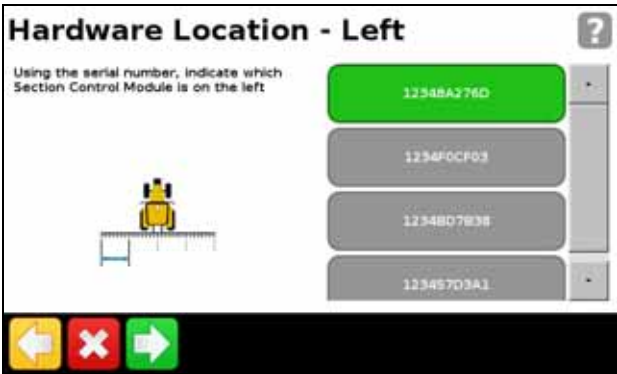 Hardware Location - Left
?
Using the serial number, indicate which
Section Control Module is on the left
12348A276D
1234F0CF03
12348D7B38
123457D3A1